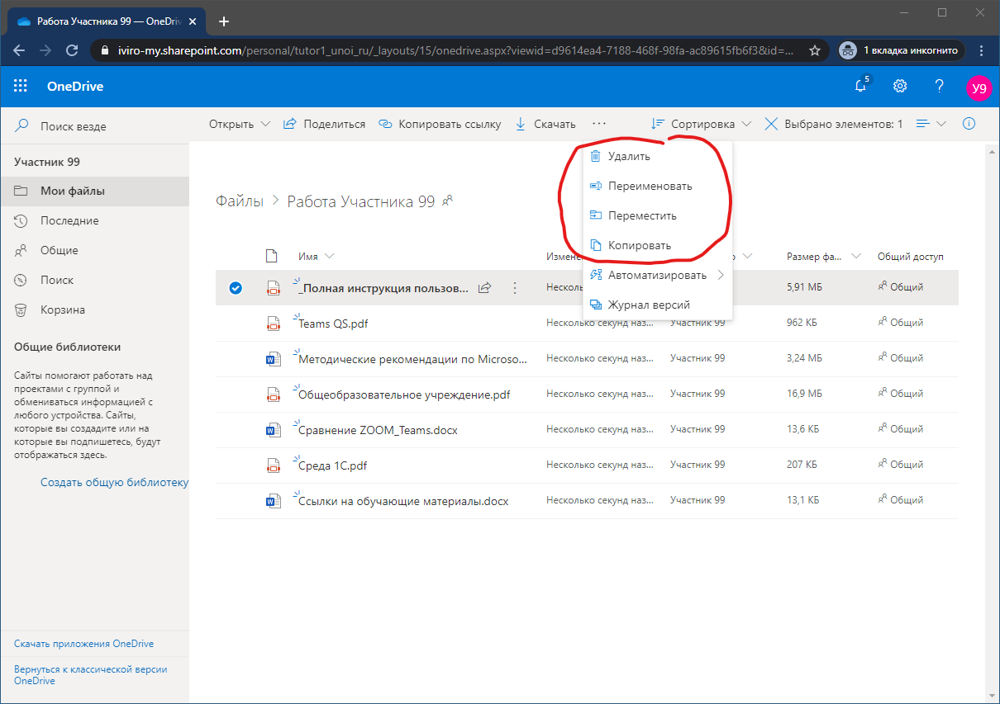 Работа Участника 99 — OneDriv
iviro-my.sharepoint.com/personal/tutor1_unoi_ru/_layouts/15/onedrive.aspx?viewid=d9614ea4-7188-468f-98fa-ac89615fb6f3&id=...
1 вкладка инкогнито
OneDrive
5
У9
Поиск везде
Открыть
Поделиться
Копировать ссылку
Скачать
...
Сортировка
Выбрано элементов: 1
Участник 99
Мои файлы
Последние
Общие
Поиск
Корзина
Общие библиотеки
Сайты помогают работать над
проектами с группой и
обмениваться информацией с
любого устройства. Сайты,
которые вы создадите или на
которые вы подпишетесь, будут
отображаться здесь.
Создать общую библиотеку
Скачать приложения OneDrive
Вернуться к классической версии
OneDrive
Удалить
Переименовать
Переместить
Копировать
Автоматизировать
Журнал версий
Файлы > Работа Участника 99
Имя Размер фа... Общий доступ
_Полная инструкция пользов... 5,91 МБ Общий
Teams QS.pdf Несколько секунд наз... Участник 99 962 КБ Общий
Методические рекомендации по Microso... Несколько секунд наз... Участник 99 3,24 МБ Общий
Общеобразовательное учреждение.pdf Несколько секунд наз... Участник 99 16,9 МБ Общий
Сравнение ZOOM_Teams.docx Несколько секунд наз... Участник 99 13,6 КБ Общий
Среда 1С.pdf Несколько секунд наз... Участник 99 207 КБ Общий
Ссылки на обучающие материалы.docx Несколько секунд наз... Участник 99 13,1 КБ Общий